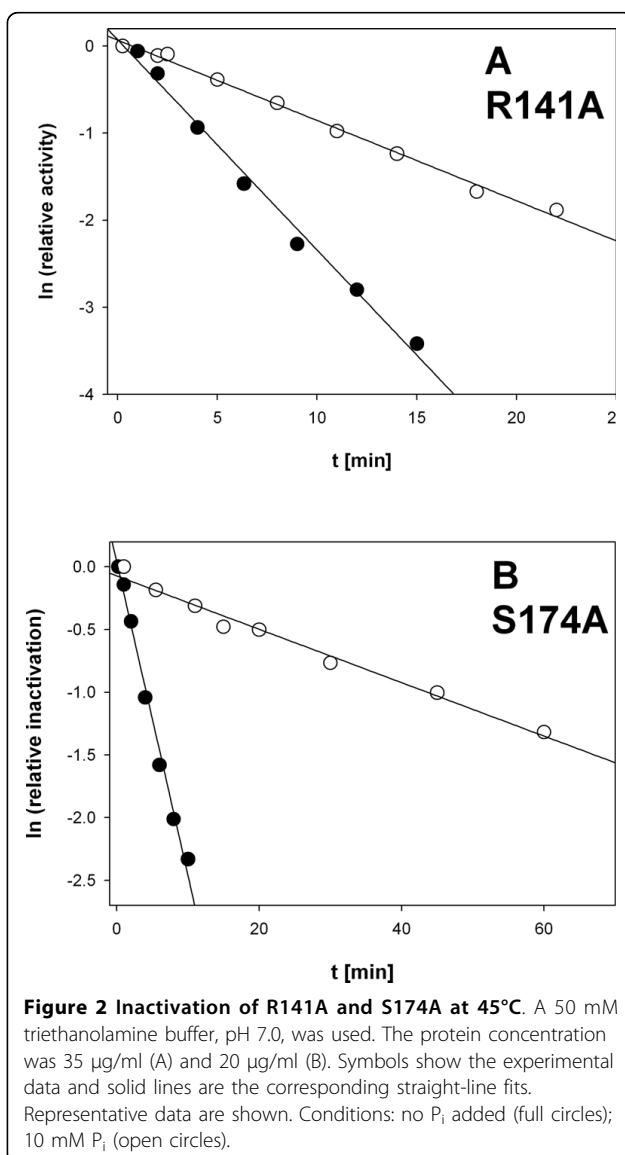 A
R141A
ln (relative activity)
0
-1
-2
-3
-4
0
5
10
15
20
2
t [min]
B
S174A
ln (relative inactivation)
0.0
-0.5
-1.0
-1.5
-2.0
-2.5
0
20
40
60
t [min]
Figure 2 Inactivation of R141A and S174A at 45°C. A 50 mM
triethanolamine buffer, pH 7.0, was used. The protein concentration
was 35 μg/ml (A) and 20 μg/ml (B). Symbols show the experimental
data and solid lines are the corresponding straight-line fits.
Representative data are shown. Conditions: no Pi added (full circles);
10 mM Pi (open circles).